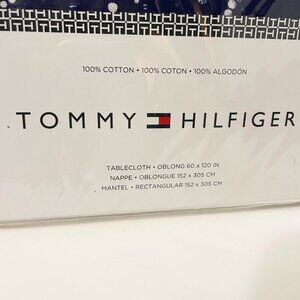 100% COTTON • 100% COTON • 100% ALGODÓN
TOMMY HILFIGER
TABLECLOTH • OBLONG 60 x 120 IN
NAPPE • OBLONGUE 152 x 305 CM
MANTEL • RECTANGULAR 152 x 305 CM